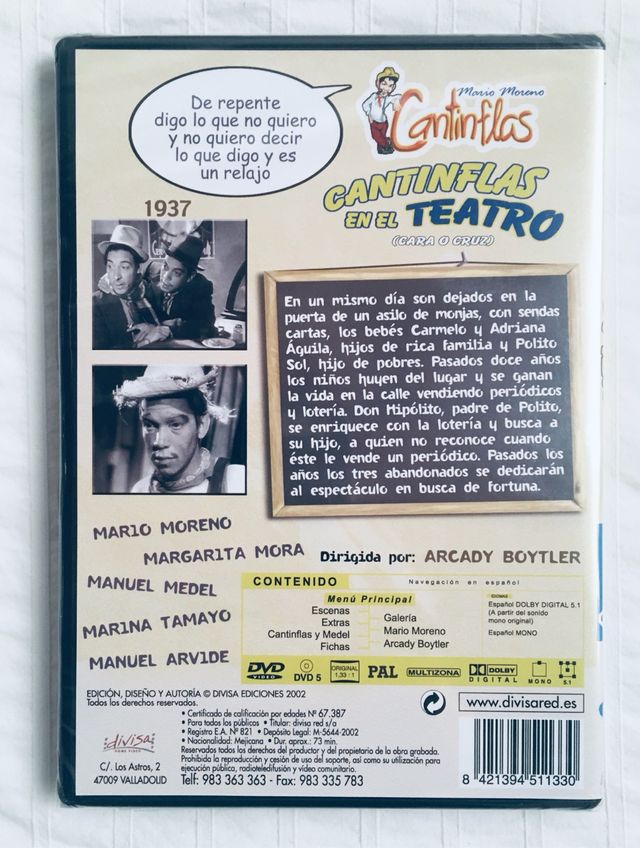 De repente
digo lo que no quiero
y no quiero decir
lo que digo y es
un relajo
Mario Moreno
Cantinflas
CANTINFLAS
EN EL TEATRO
(CARA O CRUZ)
1937
En un mismo día son dejados en la
puerta de un asilo de monjas, con sendas
cartas, los bebés Carmelo y Adriana
Águila, hijos de rica familia y Polito
Sol, hijo de pobres. Pasados doce años
los niños huyen del lugar y se ganan
la vida en la calle vendiendo periódicos
y lotería. Don Hipólito, padre de Polito,
se enriquece con la lotería y busca a
su hijo, a quien no reconoce cuando
éste le vende un periódico. Pasados los
años los tres abandonados se dedicarán
al espectáculo en busca de fortuna.
MARIO MORENO
MARGARITA MORA
MANUEL MEDEL
MARINA TAMAYO
MANUEL ARVIDE
Dirigida por: ARCADY BOYTLER
CONTENIDO
Navegación en español
Menú Principal
Escenas
Extras
Cantinflas y Medel
Fichas
Galería
Mario Moreno
Arcady Boytler
IDIOMAS
Español DOLBY DIGITAL 5.1
(A partir del sonido
mono original)
Español MONO
DVD VIDEO
DVD 5
ORIGINAL 1.33:1
PAL
MULTIZONA
DOLBY DIGITAL
MONO
5.1
EDICIÓN, DISEÑO Y AUTORÍA © DIVISA EDICIONES 2002
Todos los derechos reservados.
divisa
HOME VIDEO
C/. Los Astros, 2
47009 VALLADOLID
• Certificado de calificación por edades Nº 67.387
• Para todos los públicos • Titular: divisa red s/a
• Registro E.A. Nº 821 • Depósito Legal: M-5644-2002
• Nacionalidad: Mejicana • Dur. aprox.: 73 min.
Reservados todos los derechos del productor y del propietario de la obra grabada.
Prohibida la reproducción y cesión de uso del soporte, así como su utilización para
ejecución pública, radioteledifusión y vídeo comunitario.
Telf: 983 363 363 - Fax: 983 335 783
www.divisared.es
8 421394 511330